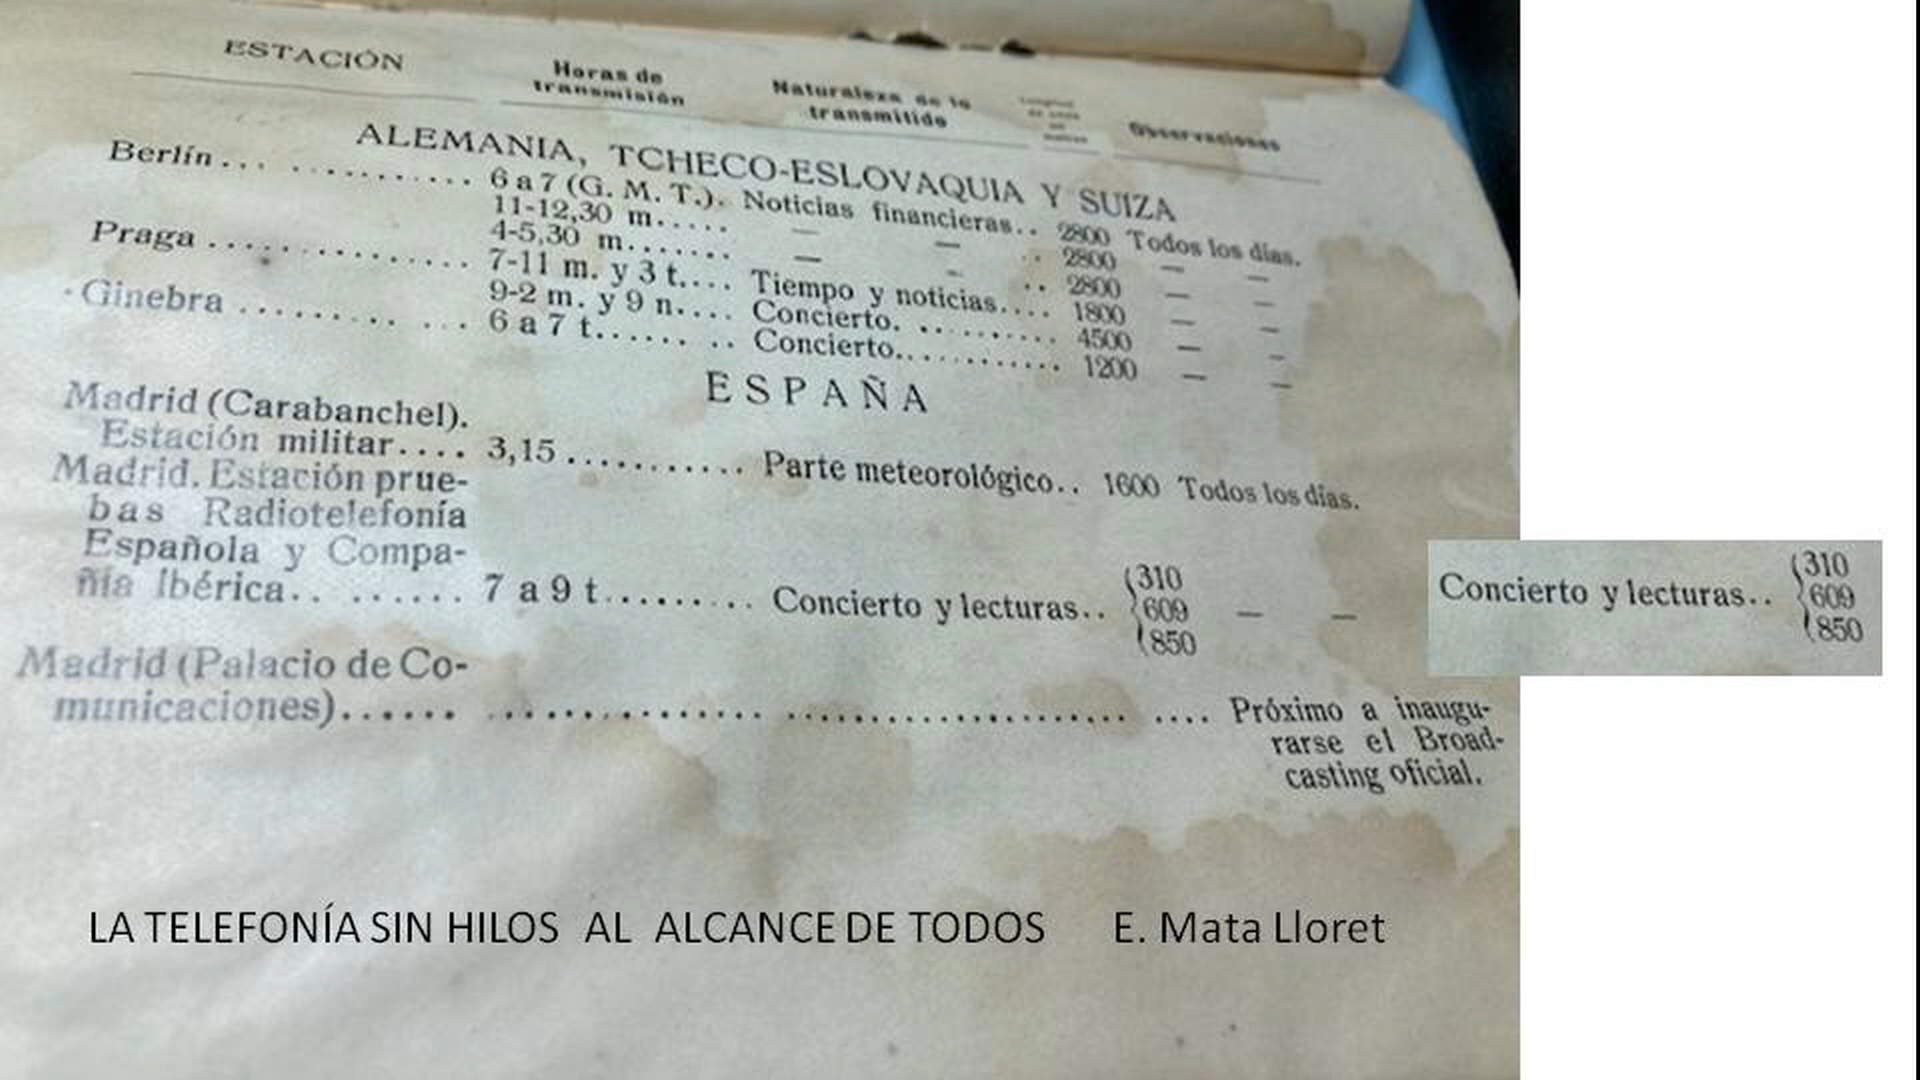 ESTACIÓN Horas de transmisión Naturaleza de lo transmitido Longitud de onda en metros Observaciones
ALEMANIA, TCHECO-ESLOVAQUIA Y SUIZA
Berlín... ........... 6 a 7 (G. M. T.). Noticias financieras.. 2800 Todos los días.
11-12,30 m..... — — .. 2800 — —
4-5,30 m....... — - .. 2800 — —
Praga ................ 7-11 m. y 3 t.... Tiempo y noticias.... 1800 — —
9-2 m. y 9 n.... Concierto. .......... 4500 — —
Ginebra ......... ... 6 a 7 t...... .. Concierto............ 1200 — —
ESPAÑA
Madrid (Carabanchel).
Estación militar.... 3,15 ........... Parte meteorológico.. 1600 Todos los días.
Madrid. Estación prue-
bas Radiotelefonía
Española y Compa-
ñía Ibérica.. ...... 7 a 9 t......... Concierto y lecturas.. {310 609 850 — —
Madrid (Palacio de Co-
municaciones)...... .............. .................... .... Próximo a inaugu-
rarse el Broad-
casting oficial.
Concierto y lecturas.. {310 609 850
LA TELEFONÍA SIN HILOS AL ALCANCE DE TODOS E. Mata Lloret